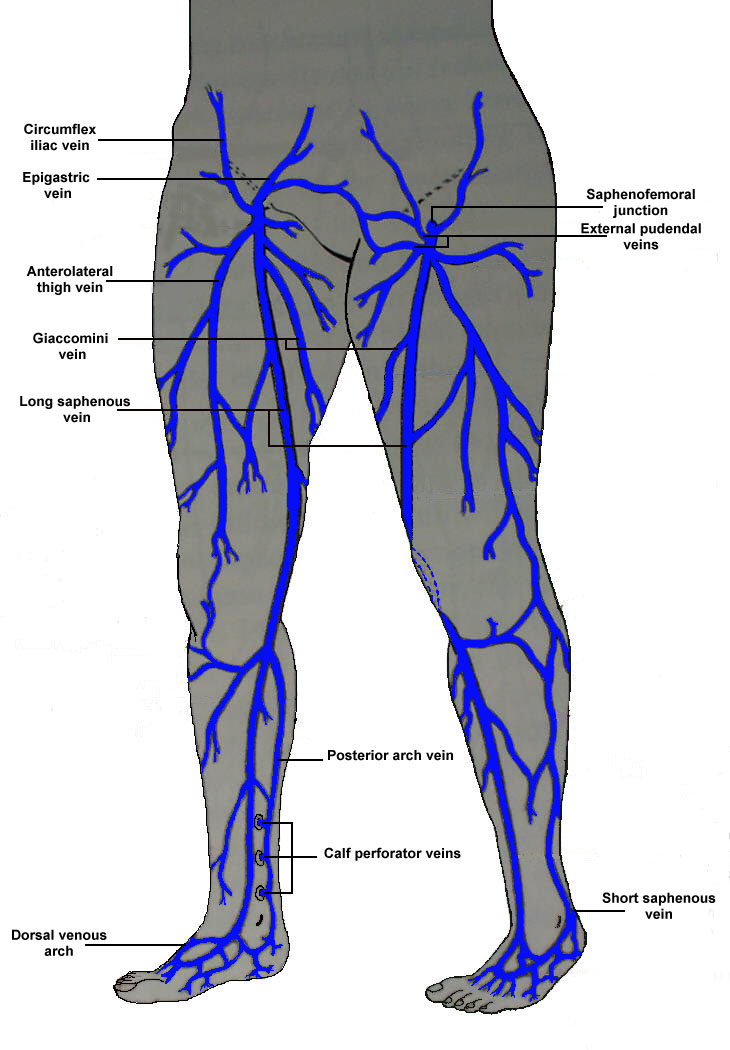 Circumflex
iliac vein
Epigastric
vein
Saphenofemoral
junction
External pudendal
veins
Anterolateral
thigh vein
Giaccomini
vein
Long saphenous
vein
Posterior arch vein
Calf perforator veins
Short saphenous
vein
Dorsal venous
arch